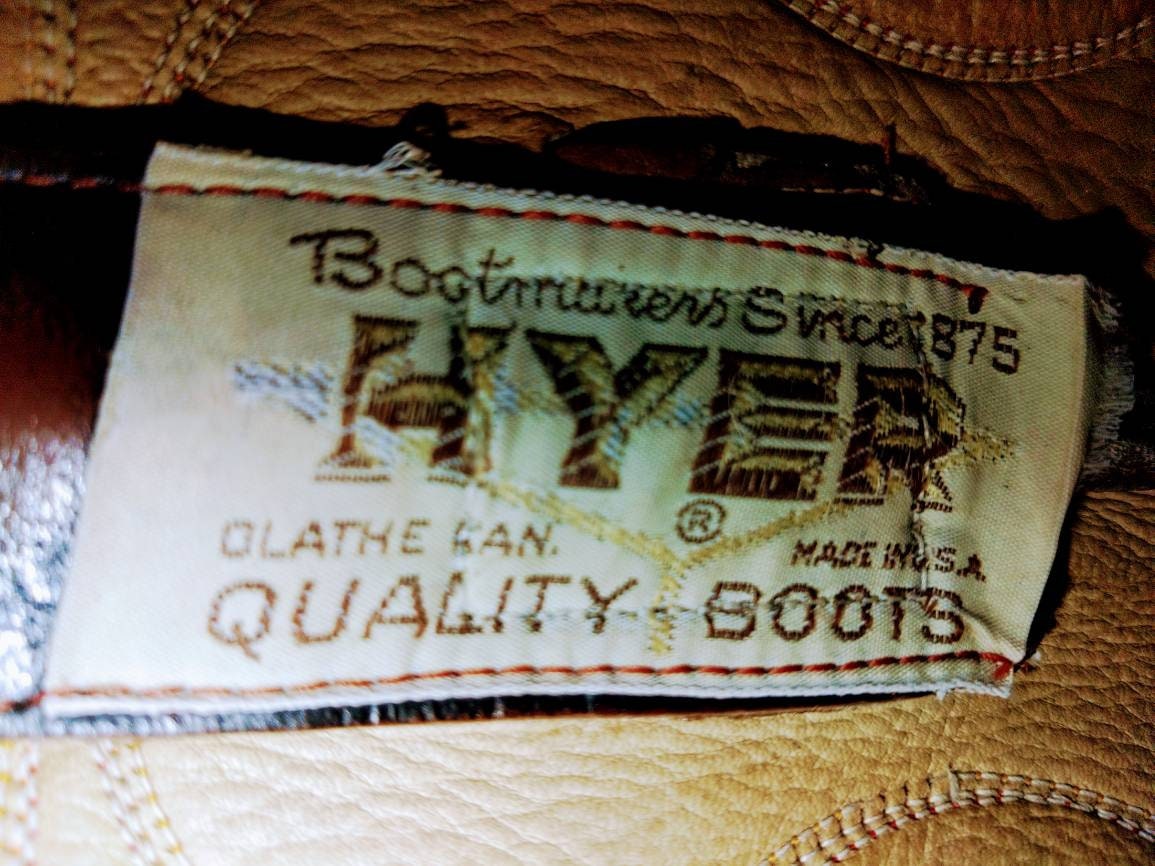 Bootmakers Since 1875
HYER
®
OLATHE KAN. MADE IN U.S.A.
QUALITY BOOTS